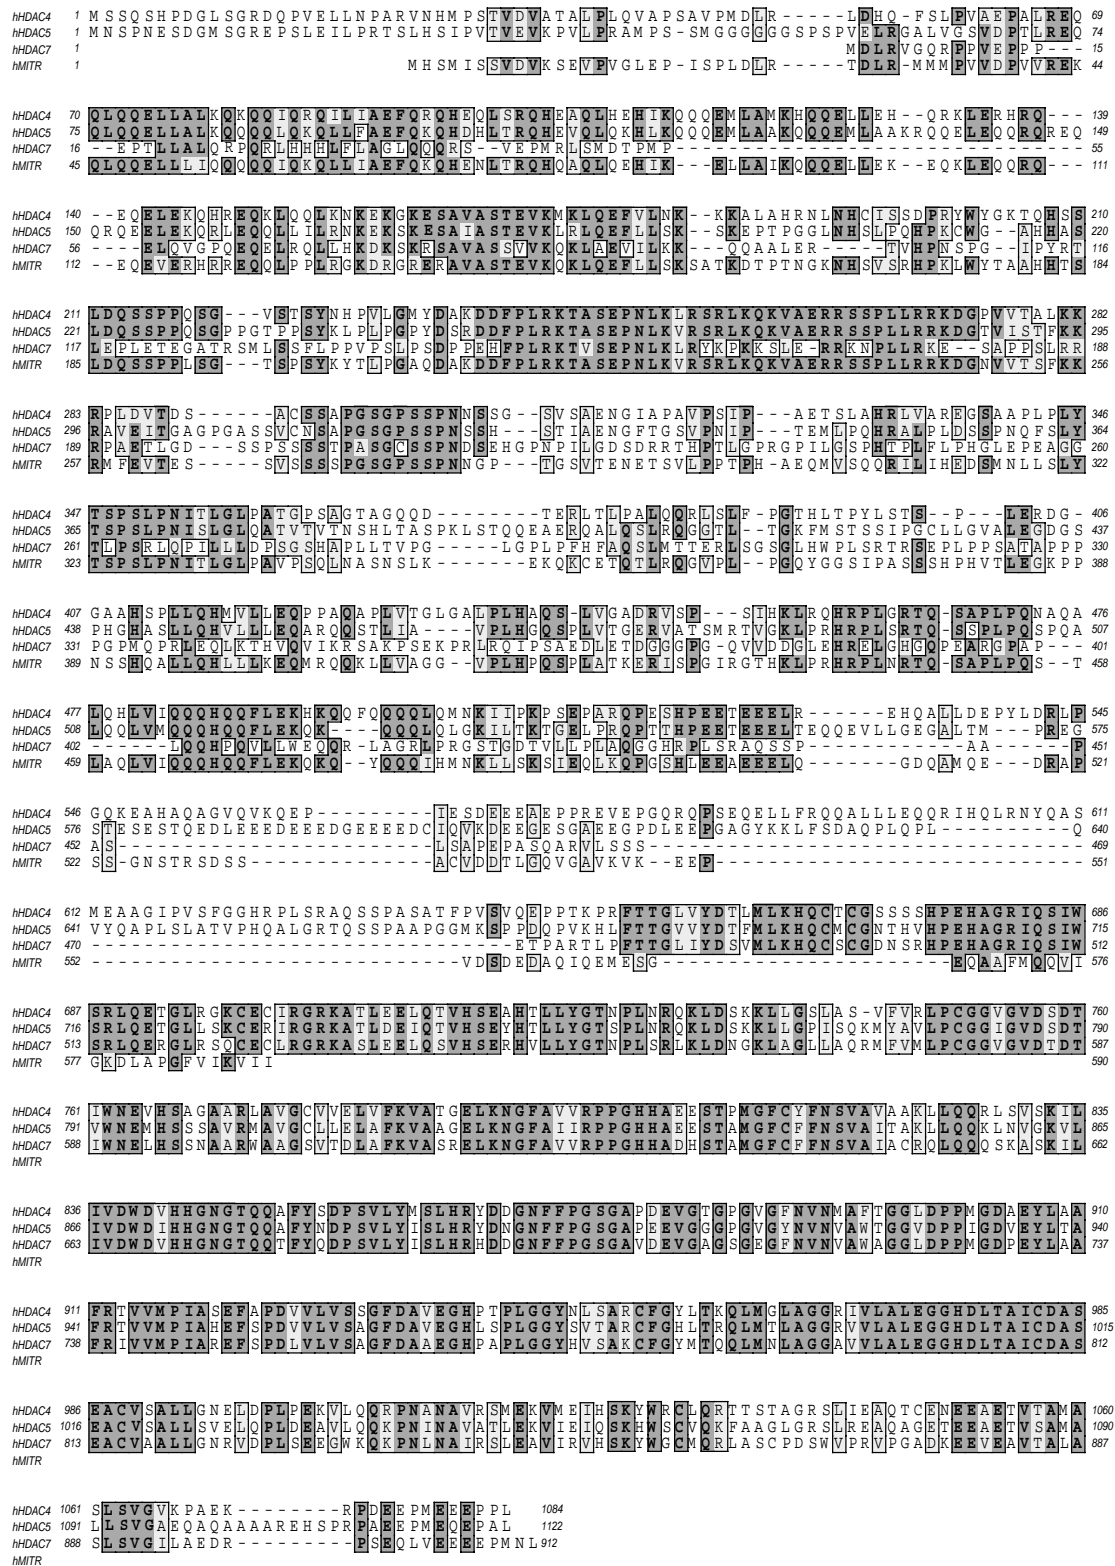 hHDAC4 1 MSSQSHPDGLSGRDQPVELLNPARVNHMPSTVDVATALPLQVAPSAVPMDLR-----LDHQ-FSLPVAEPALREQ 69
hHDAC5 1 MNSPNESDGMSGREPSLEILPRTSLHSIPVTVEVKPVLPRAMPS-SMGGGGGGSPSPVELRGALVGSVDPTLREQ 74
hHDAC7 1 MDLRVGQRPPVEPPP--- 15
hMITR 1 MHSMISSVDVKSEVPVGLEP-ISPLDLR-----TDLR-MMMPVVDPVVREK 44
hHDAC4 70 QLQQELLALKQKQQIQRQILIAEFQRQHEQLSRQHEAQLHEHIKQQQEMLAMKHQQELLEH--QRKLERHRQ--- 139
hHDAC5 75 QLQQELLALKQQQQLQKQLLFAEFQKQHDHLTRQHEVQLQKHLKQQQEMLAAKQQQEMLAAKRQQELEQQRQREQ 149
hHDAC7 16 --EPTLLALQRPQRLHHHLFLAGLQQQRS--VEPMRLSMDTPMP------------------------------- 55
hMITR 45 QLQQELLLIQQQQQIQKQLLIAEFQKQHENLTRQHQAQLQEHIK----ELLAIKQQQELLEK--EQKLEQQRQ--- 111
hHDAC4 140 --EQELEKQHREQKLQQLKNKEKGKESAVASTEVKMKLQEFVLNK--KKALAHRNLNHCISSDPRYWYGKTQHSS 210
hHDAC5 150 QRQEELEKQRLEQQLLILRNKEKSKESAIASTEVKLRLQEFLLSK--SKEPTPGGLNHSLPQHPKCWG--AHHAS 220
hHDAC7 56 ---ELQVGPQEQELRQLLHKDKSKRSAVASSVVKQKLAEVILKK--QQAALER-----TVHPNSPG--IPYRT 116
hMITR 112 --EQEVERHRREQQLPPLRGKDRGRERAVASTEVKQKLQEFLLSKSATKDTPTNGKNHSVSRHPKLWYTAAHHTS 184
hHDAC4 211 LDQSSPPQSG---VSTSYNHPVLGMYDAKDDFPLRKTASEPNLKLRSRLKQKVAERRSSPLLRRKDGPVVTALKK 282
hHDAC5 221 LDQSSPPQSGPPGTPPSYKLPLPGPYDSRDDFPLRKTASEPNLKVRSRLKQKVAERRSSPLLRRKDGTVISTFKK 295
hHDAC7 117 LEPLETEGATRSMLSSFLPPVPSLPSDPPEHFPLRKTVSEPNLKLRYKPKKSLE-RRKNPLLRKE--SAPPSLRR 188
hMITR 185 LDQSSPPLSG---TSPSYKYTLPGAQDAKDDFPLRKTASEPNLKVRSRLKQKVAERRSSPLLRRKDGNVVTSFKK 256
hHDAC4 283 RPLDVTDS------ACSSAPGSGPSSPNNSSG--SVSAENGIAPAVPSIP---AETSLAHRLVAREGSAAPLPLY 346
hHDAC5 296 RAVEITGAGPGASSVCNSAPGSGPSSPNSSH---STIAENGFTGSVPNIP---TEMLPQHRALPLDSSPNQFSLY 364
hHDAC7 189 RPAETLGD-----SSPSSSSTPASGCSSPNDSEHGPNPILGDSDRRTHPTLGPRGPILGSPHTPLFLPHGLEPEAGG 260
hMITR 257 RMFEVTES------SVSSSSPGSGPSSPNNGP---TGSVTENETSVLPPTPH-AEQMVSQQRILIHEDSMNLLSLY 322
hHDAC4 347 TSPSLPNITLGLPATGPSAGTAGQQD----------TERLTLPALQQRLSLF--PGTHLTPYLSTS---P---LERDG- 406
hHDAC5 365 TSPSLPNISLGLQATVTVTNSHLTASPKLSTQQEAERQALQSLRQGGTL---TGKFMSTSSIPGCLLGVALEGDGS 437
hHDAC7 261 TLPSRLQPILLLDPSGSHAPLLTVPG------LGPLPFHFAQSLMTTERLSGSGLHWPLSRTRSEPLPPSATAPPP 330
hMITR 323 TSPSLPNITLGLPAVPSQLNASNSLK------EKQKCETQTLRQGVPL---PGQYGGSIPASSSHPHVTLEGKPP 388
hHDAC4 407 GAAHSPLLQHMVLLEQPPAQAPLVTGLGALPLHAQS-LVGADRVSP---SIHKLRQHRPLGRTQ-SAPLPQNAQA 476
hHDAC5 438 PHGHASLLQHVLLLEQARQQSTLIA----VPLHGQSPLVTGERVATSMRTVGKLPRHRPLSRTQ-SSPLPQSPQA 507
hHDAC7 331 PGPMQPRLEQLKTHVQVIKRSAKPSEKPRLRQIPSAEDLETDGGGPG-QVVDDGLEHRELGHGQPEARGPAP---- 401
hMITR 389 NSSHQALLQHLLLKEQMRQQKLLVAGG--VPLHPQSPLATKERISPGIRGTHKLPRHRPLNRTQ-SAPLPQS--T 458
hHDAC4 477 LQHLVIQQQHQQFLEKHKQQFQQQQLQMNKIIPKPSEPARQPESHPEETEEELR------EHQALLDEPYLDRLP 545
hHDAC5 508 LQQLVMQQQHQQFLEKQK----QQQLQLGKILTKTGELPRQPTTHPEETEEELTEQQEVLLGEGALTM---PREG 575
hHDAC7 402 ------LQQHPQVLLWEQQR-LAGRLPRGSTGDTVLLPLAQGGHRPLSRAQSSP------------AA----P 451
hMITR 459 LAQLVIQQQHQQFLEKQKQ--YQQQIHMNKLLSKSIEQLKQPGSHLEEAEEELQ------GDQAMQE---DRAP 521
hHDAC4 546 GQKEAHAQAGVQVKQEP---------IESDEEEAEPPREVEPGQRQPSEQELLFRQQALLLEQQRIHQLRNYQAS 611
hHDAC5 576 STESESTQEDLEEEDEEEDGEEEEDCIQVKDEEGESGAEEGPDLEEPGAGYKKLFSDAQPLQPL---------Q 640
hHDAC7 452 AS------------------------LSAPEPASQARVLSSS--------------------------------- 469
hMITR 522 SS-GNSTRSDSS--------------ACVDDTLGQVGAVKVK--EEP---------------------------- 551
hHDAC4 612 MEAAGIPVSFGGHRPLSRAQSSPASATFPVSVQEPPTKPRFTTGLVYDTLMLKHQCTCGSSSSHPEHAGRIQSIW 686
hHDAC5 641 VYQAPLSLATVPHQALGRTQSSPAAPGGMKSPPDQPVKHLFTTGVVYDTFMLKHQCMCGNTHVHPEHAGRIQSIW 715
hHDAC7 470 --------------------------------ETPARTLPFTTGLIYDSVMLKHQCSCGDNSRHPEHAGRIQSIW 512
hMITR 552 ----------------------------VDSDEDAQIQEMESG----------------------EQAAFMQQVI 576
hHDAC4 687 SRLQETGLRGKCECIRGRKATLEELQTVHSEAHTLLYGTNPLNRQKLDSKKLLGSLAS-VFVRLPCGGVGVDSDT 760
hHDAC5 716 SRLQETGLLSKCERIRGRKATLDEIQTVHSEYHTLLYGTSPLNRQKLDSKKLLGPISQKMYAVLPCGGIGVDSDT 790
hHDAC7 513 SRLQERGLRSQCECLRGRKASLEELQSVHSERHVLLYGTNPLSRLKLDNGKLAGLLAQRMFVMLPCGGVGVDTDT 587
hMITR 577 GKDLAPGFVIKVII 590
hHDAC4 761 IWNEVHSAGAARLAVGCVVELVFKVATGELKNGFAVVRPPGHHAEESTPMGFCYFNSVAVAAKLLQQRLSVSKIL 835
hHDAC5 791 VWNEMHSSSAVRMAVGCLLELAFKVAAGELKNGFAIIRPPGHHAEESTAMGFCFFNSVAITAKLLQQKLNVGKVL 865
hHDAC7 588 IWNELHSSNAARWAAGSVTDLAFKVASRELKNGFAVVRPPGHHADHSTAMGFCFFNSVAIACRQLQQQSKASKIL 662
hMITR
hHDAC4 836 IVDWDVHHGNGTQQAFYSDPSVLYMSLHRYDDGNFFPGSGAPDEVGTGPGVGFNVNMAFTGGLDPPMGDAEYLAA 910
hHDAC5 866 IVDWDIHHGNGTQQAFYNDPSVLYISLHRYDNGNFFPGSGAPEEVGGGPGVGYNVNVAWTGGVDPPIGDVEYLTA 940
hHDAC7 663 IVDWDVHHGNGTQQTFYQDPSVLYISLHRHDDGNFFPGSGAVDEVGAGSGEGFNVNVAWAGGLDPPMGDPEYLAA 737
hMITR
hHDAC4 911 FRTVVMPIASEFAPDVVLVSSGFDAVEGHPTPLGGYNLSARCFGYLTKQLMGLAGGRIVLALEGGHDLTAICDAS 985
hHDAC5 941 FRTVVMPIAHEFSPDVVLVSAGFDAVEGHLSPLGGYSVTARCFGHLTRQLMTLAGGRVVLALEGGHDLTAICDAS 1015
hHDAC7 738 FRIVVMPIAREFSPDLVLVSAGFDAAEGHPAPLGGYHVSAKCFGYMTQQLMNLAGGAVVLALEGGHDLTAICDAS 812
hMITR
hHDAC4 986 EACVSALLGNELDPLPEKVLQQRPNANAVRSMEKVMEIHSKYWRCLQRTTSTAGRSLIEAQTCENEEAETVTAMA 1060
hHDAC5 1016 EACVSALLSVELQPLDEAVLQQKPNINAVATLEKVIEIQSKHWSCVQKFAAGLGRSLREAQAGETEEAETVSAMA 1090
hHDAC7 813 EACVAALLGNRVDPLSEEGWKQKPNLNAIRSLEAVIRVHSKYWGCMQRLASCPDSWVPRVPGADKEEVEAVTALA 887
hMITR
hHDAC4 1061 SLSVGVKPAEK---------RPDEEPMEEEPPL 1084
hHDAC5 1091 LLSVGAEQAQAAAAREHSPRPAEEPMEQEPAL 1122
hHDAC7 888 SLSVGILAEDR---------PSEQLVEEEEPMNL 912
hMITR